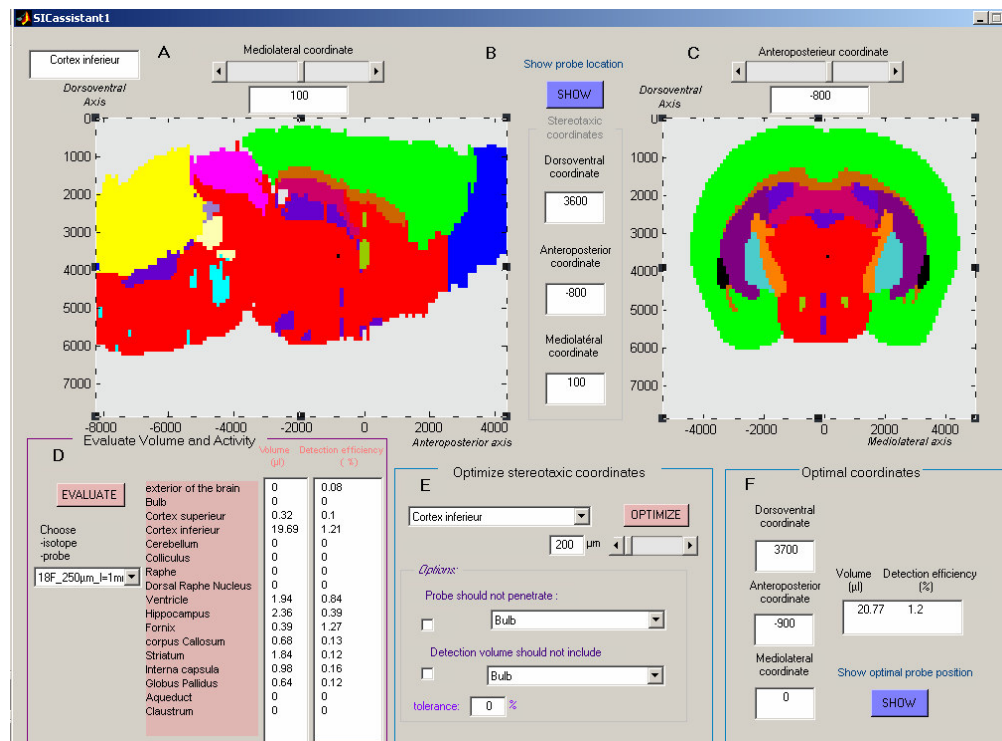 SICassistant1
Cortex inferieur
A
Mediolateral coordinate
100
Dorsoventral
Axis
0
1000
2000
3000
4000
5000
6000
7000
-8000 -6000 -4000 -2000 0 2000 4000
Anteroposterior axis
B
Show probe location
SHOW
Stereotaxic
coordinates
Dorsoventral
coordinate
3600
Anteroposterior
coordinate
-800
Mediolatéral
coordinate
100
C
Anteroposterieur coordinate
-800
Dorsoventral
Axis
0
1000
2000
3000
4000
5000
6000
7000
-4000 -2000 0 2000 4000
Mediolateral axis
Evaluate Volume and Activity
D
EVALUATE
Choose
-isotope
-probe
Volume Detection efficiency
(µl) ( %)
exterior of the brain 0 0.08
Bulb 0 0
Cortex superieur 0.32 0.1
Cortex inferieur 19.69 1.21
Cerebellum 0 0
Colliculus 0 0
Raphe 0 0
Dorsal Raphe Nucleus 0 0
Ventricle 1.94 0.84
Hippocampus 2.36 0.39
Fornix 0.39 1.27
corpus Callosum 0.68 0.13
Striatum 1.84 0.12
Interna capsula 0.98 0.16
Globus Pallidus 0.64 0.12
Aqueduct 0 0
Claustrum 0 0
Optimize stereotaxic coordinates
E
Cortex inferieur
OPTIMIZE
200 µm
Options:
Probe should not penetrate :
Bulb
Detection volume should not include
Bulb
tolerance: 0 %
Optimal coordinates
F
Dorsoventral
coordinate
3700
Anteroposterior
coordinate
-900
Mediolateral
coordinate
0
Volume Detection efficiency
(µl) (%)
20.77 1.2
Show optimal probe position
SHOW